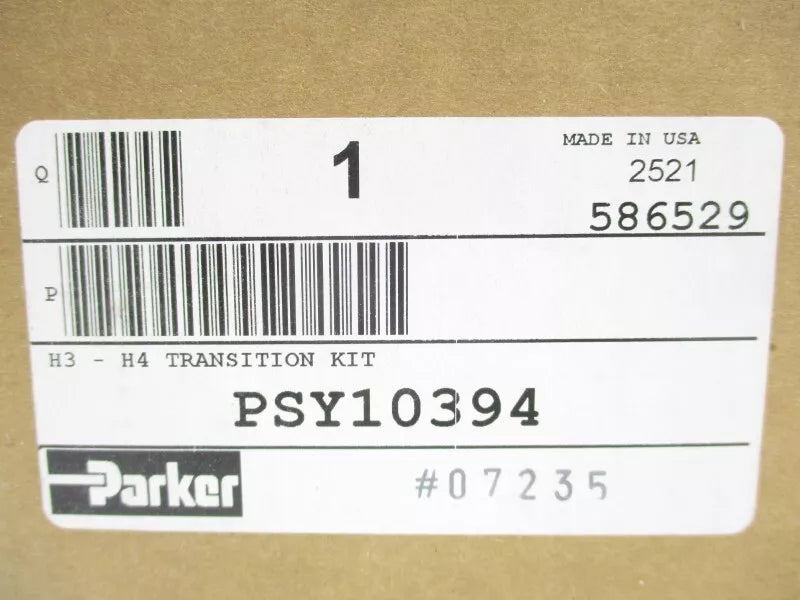 Q
1
MADE IN USA
2521
586529
P
H3 - H4 TRANSITION KIT
PSY10394
Parker
#07235